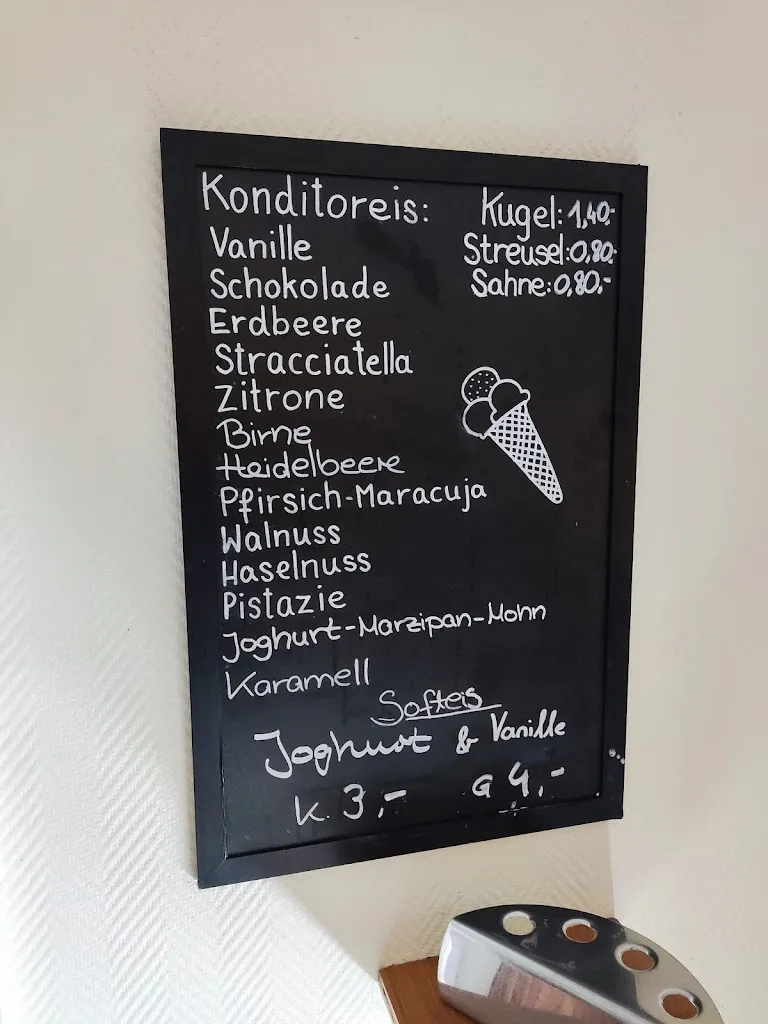 Konditoreis:
Kugel: 1,40.-
Vanille
Streusel: 0,80.-
Schokolade
Sahne: 0,80.-
Erdbeere
Stracciatella
Zitrone
Birne
Heidelbeere
Pfirsich-Maracuja
Walnuss
Haselnuss
Pistazie
Joghurt-Marzipan-Mohn
Karamell
Softeis
Joghurt & Vanille
K. 3,- G 4,-